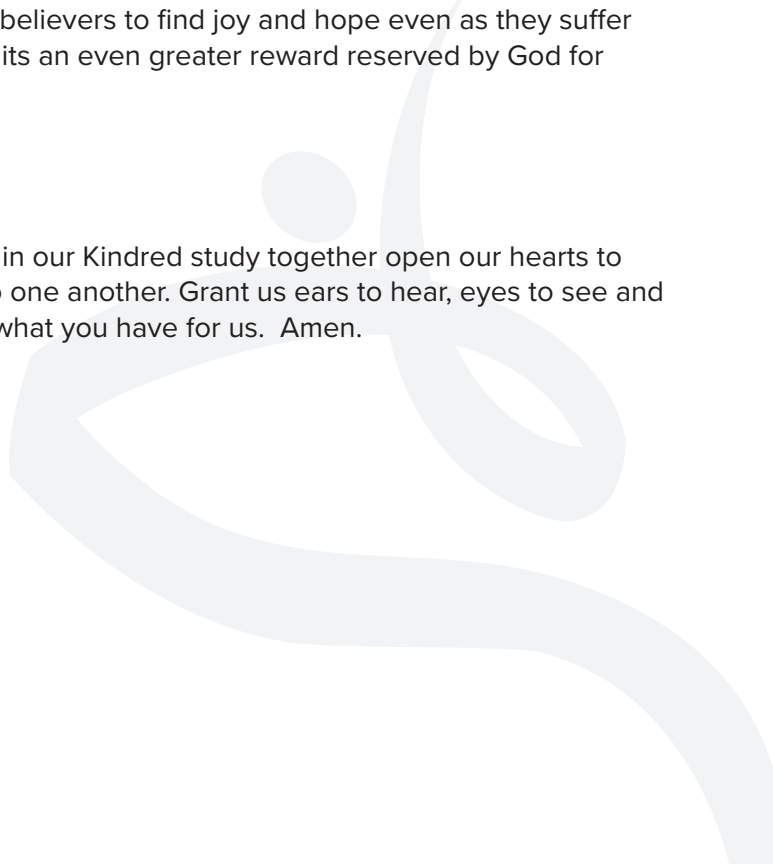 believers to find joy and hope even as they suffer
its an even greater reward reserved by God for
in our Kindred study together open our hearts to
one another. Grant us ears to hear, eyes to see and
what you have for us.  Amen.